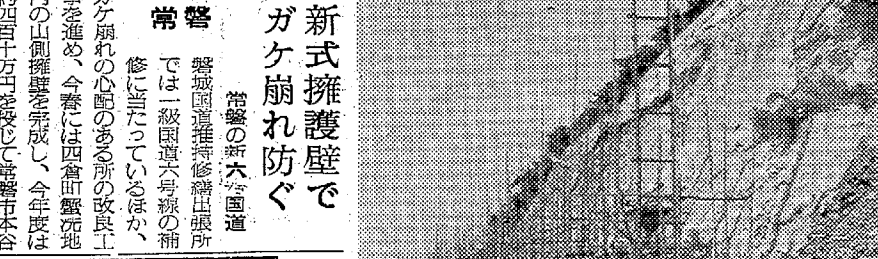 新式擁護壁で
ガケ崩れ防ぐ
常磐の新六号国道
常磐
磐城国道維持修繕出張所
では一級国道六号線の補
修に当たっているほか、
ガケ崩れの心配のある所の改良工
事を進め、今春には四倉町蟹洗地
内の山側擁壁を完成し、今年度は
約四百十万円を投じて常磐市本谷